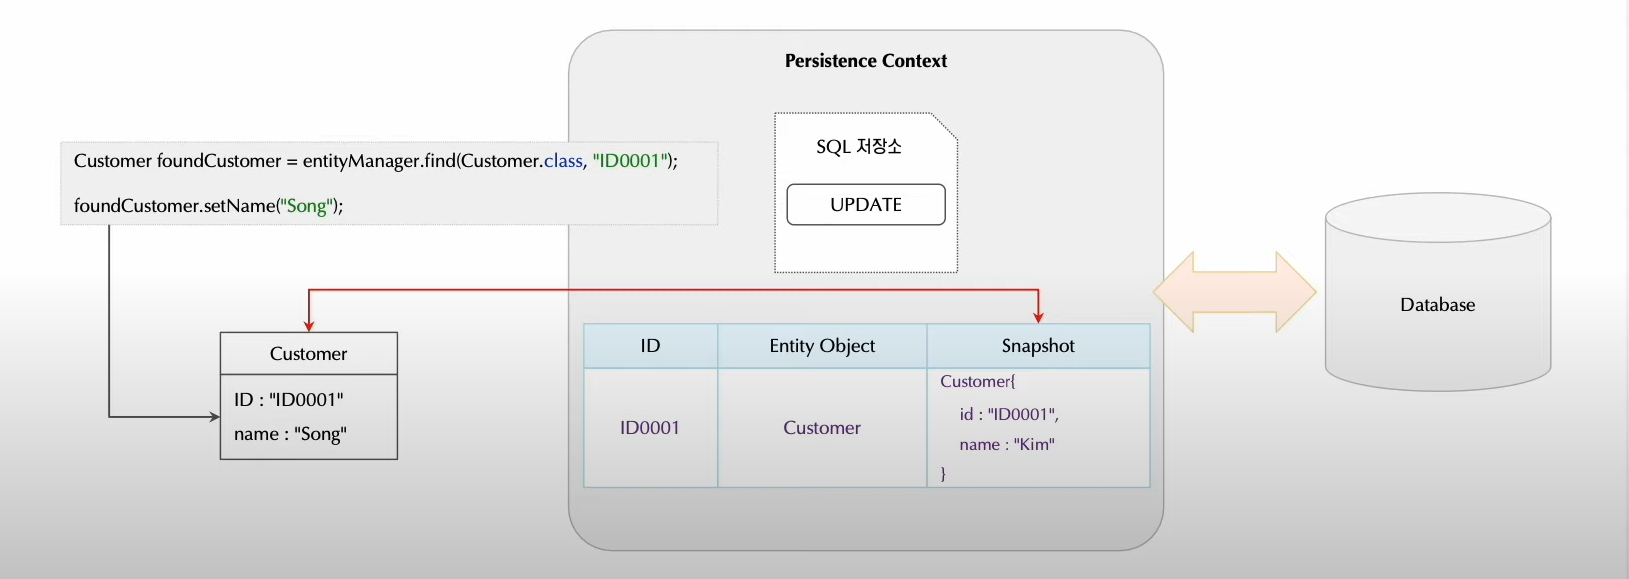 Persistence Context
SQL 저장소
UPDATE
Customer foundCustomer = entityManager.find(Customer.class, "ID0001");
foundCustomer.setName("Song");
Customer
ID : "ID0001"
name : "Song"
ID
Entity Object
Snapshot
ID0001
Customer
Customer{
id : "ID0001",
name : "Kim"
}
Database